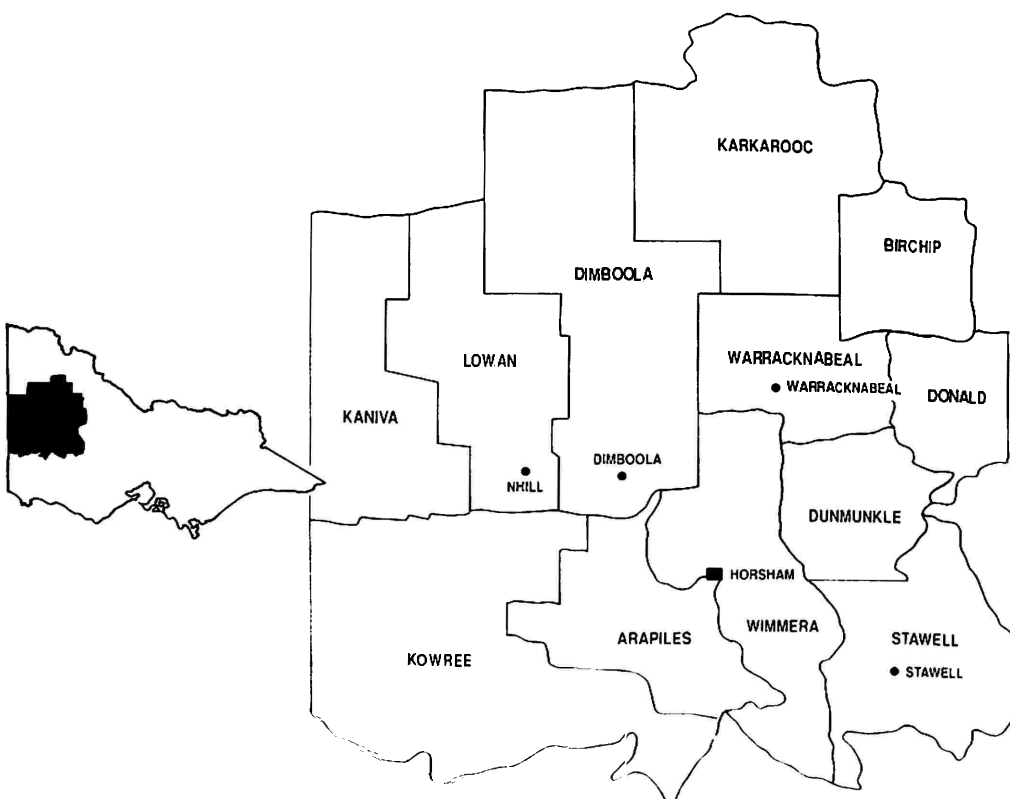 KARKAROOC
BIRCHIP
DIMBOOLA
LOWAN
WARRACKNABEAL
WARRACKNABEAL
DONALD
KANIVA
DIMBOOLA
NHILL
DUNMUNKLE
HORSHAM
WIMMERA
ARAPILES
STAWELL
KOWREE
STAWELL